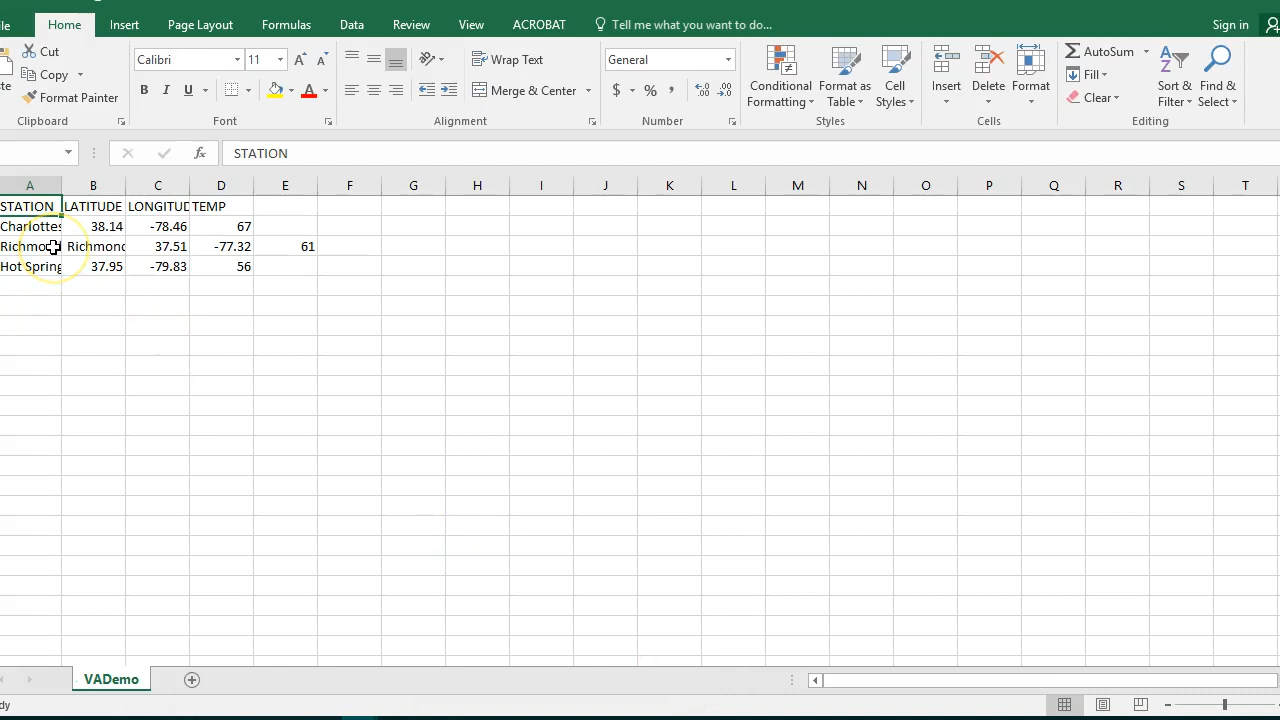 Home Insert Page Layout Formulas Data Review View ACROBAT Tell me what you want to do... Sign in
Cut
Copy
Format Painter
Clipboard
Calibri 11
A A
B I U A
Font
Wrap Text
Merge & Center
Alignment
General
$ % , .0 .00
Number
Conditional Formatting
Format as Table
Cell Styles
Styles
Insert Delete Format
Cells
AutoSum
Fill
Clear
Sort & Filter
Find & Select
Editing
fx STATION
A B C D E F G H I J K L M N O P Q R S T
STATION LATITUDE LONGITUD TEMP
Charlottes 38.14 -78.46 67
Richmond Richmond 37.51 -77.32 61
Hot Spring 37.95 -79.83 56
VADemo